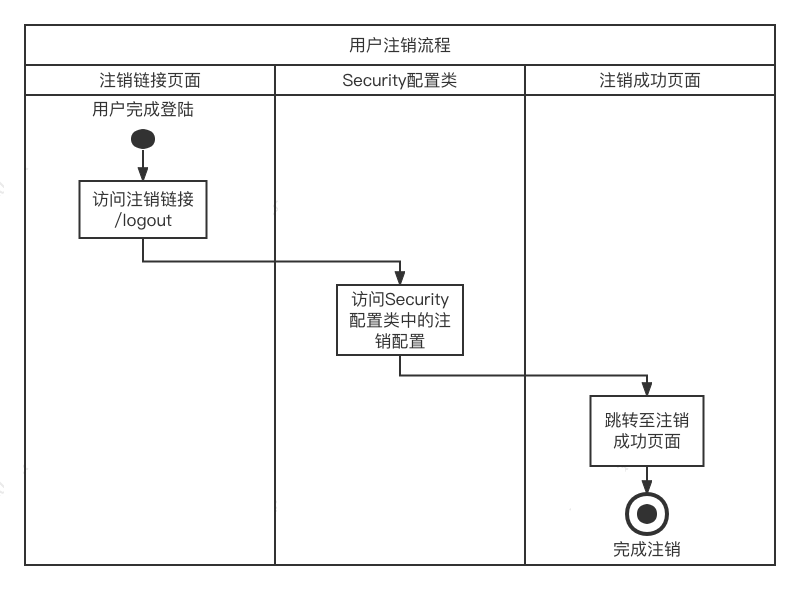 用户注销流程
注销链接页面
Security配置类
注销成功页面
用户完成登陆
访问注销链接
/logout
访问Security
配置类中的注
销配置
跳转至注销
成功页面
完成注销